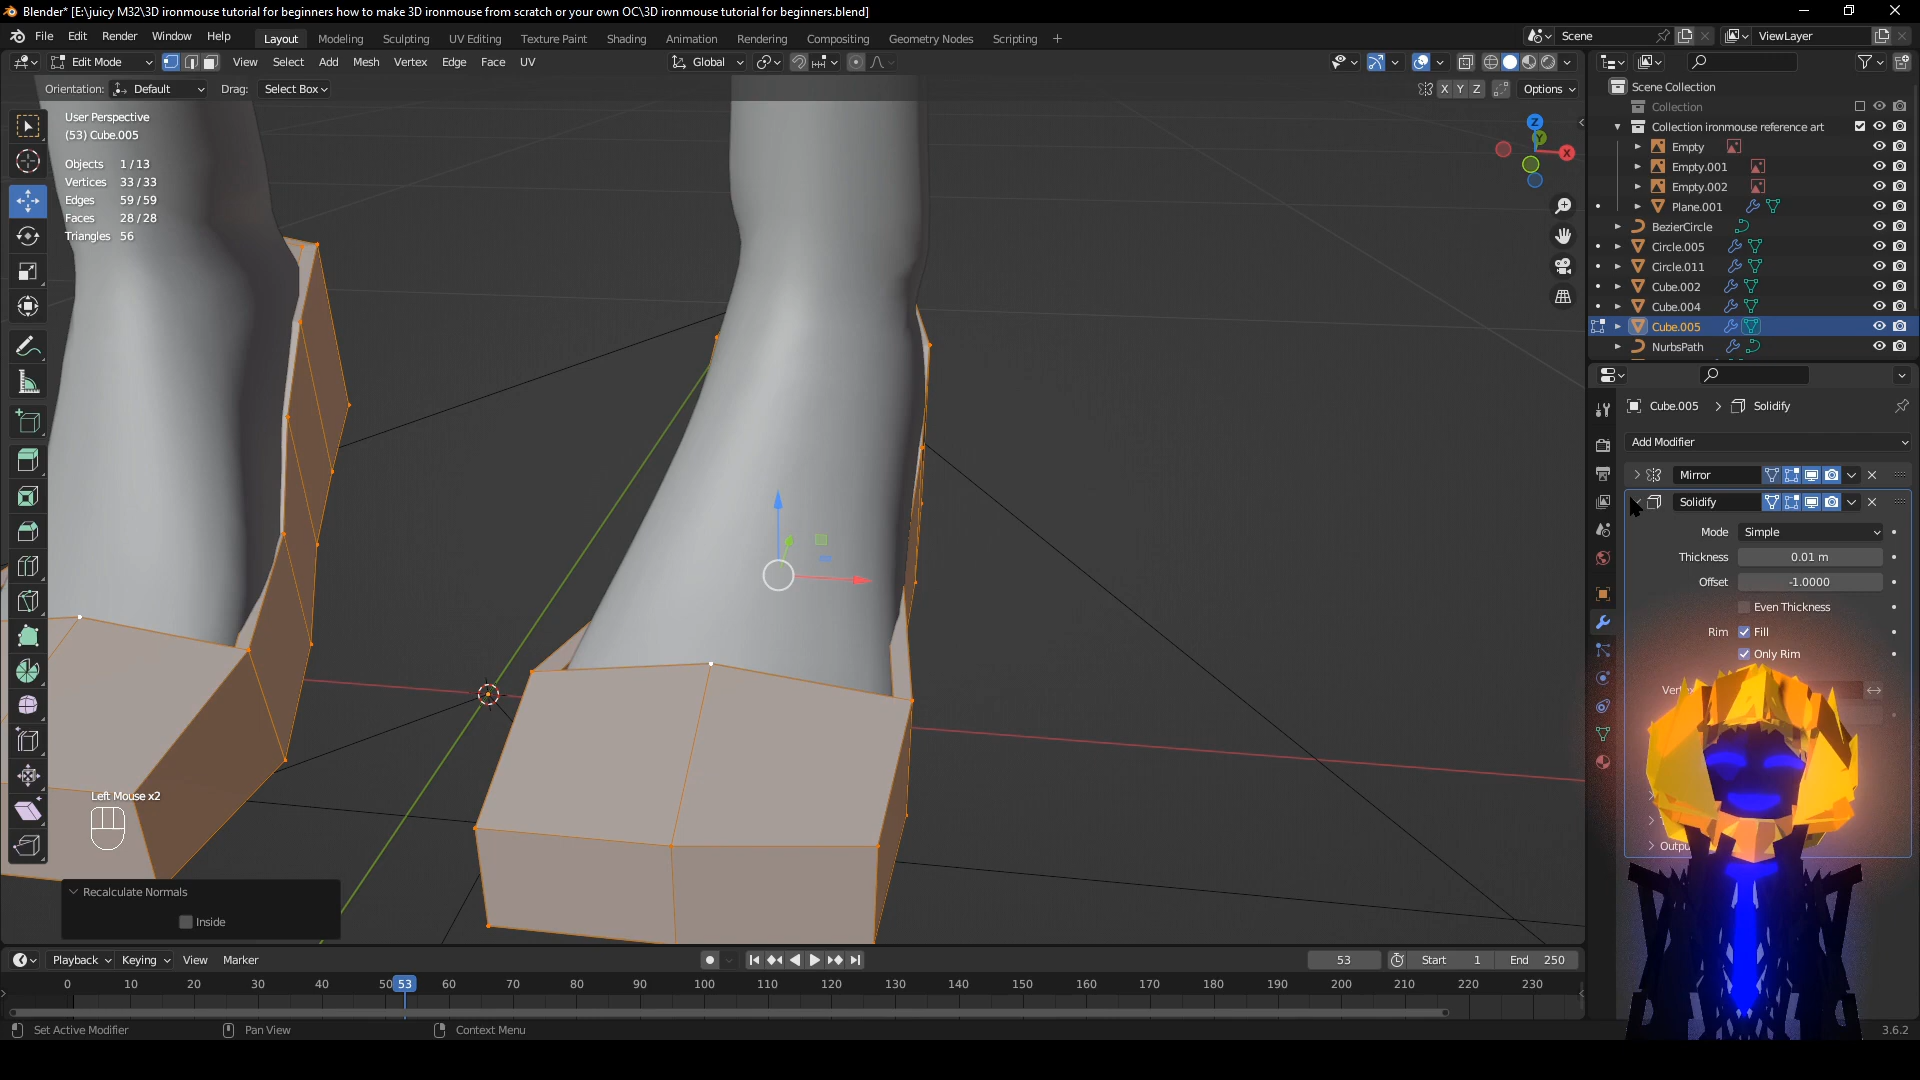 Blender* [E:\juicy M32\3D ironmouse tutorial for beginners how to make 3D ironmouse from scratch or your own OC\3D ironmouse tutorial for beginners.blend]
File Edit Render Window Help Layout Modeling Sculpting UV Editing Texture Paint Shading Animation Rendering Compositing Geometry Nodes Scripting + Scene ViewLayer
Edit Mode View Select Add Mesh Vertex Edge Face UV Global
Orientation: Default Drag: Select Box X Y Z Options
User Perspective
(53) Cube.005
Objects 1/13
Vertices 33/33
Edges 59/59
Faces 28/28
Triangles 56
Z
Y
X
Scene Collection
Collection
Collection ironmouse reference art
Empty
Empty.001
Empty.002
Plane.001
BezierCircle
Circle.005
Circle.011
Cube.002
Cube.004
Cube.005
NurbsPath
Cube.005 > Solidify
Add Modifier
Mirror
Solidify
Mode Simple
Thickness 0.01 m
Offset -1.0000
Even Thickness
Rim Fill
Only Rim
Left Mouse x2
Recalculate Normals
Inside
Playback Keying View Marker 53 Start 1 End 250
0 10 20 30 40 50 53 60 70 80 90 100 110 120 130 140 150 160 170 180 190 200 210 220 230
Set Active Modifier Pan View Context Menu 3.6.2